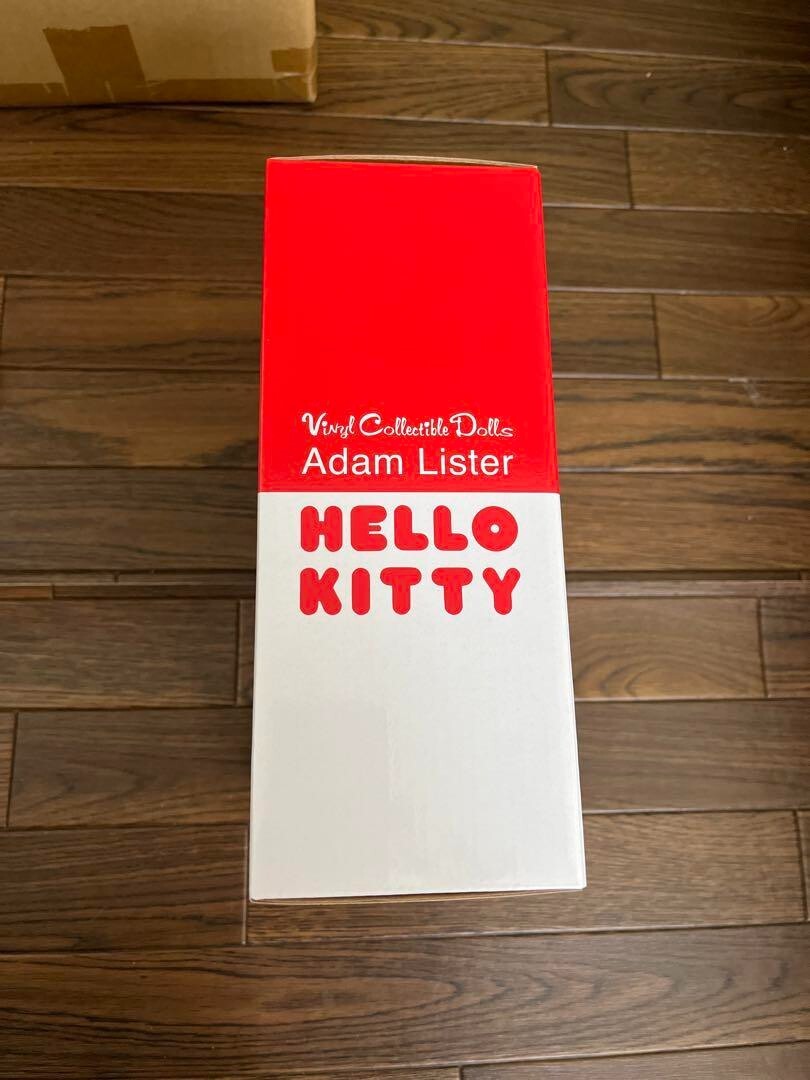 Vinyl Collectible Dolls
Adam Lister
HELLO
KITTY